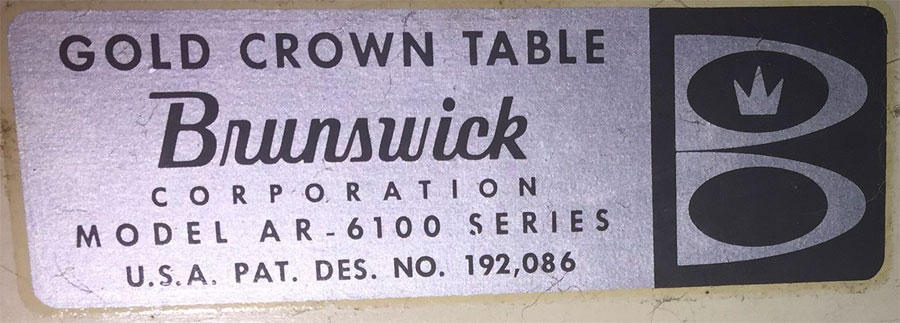 GOLD CROWN TABLE
Brunswick
CORPORATION
MODEL AR-6100 SERIES
U.S.A. PAT. DES. NO. 192,086